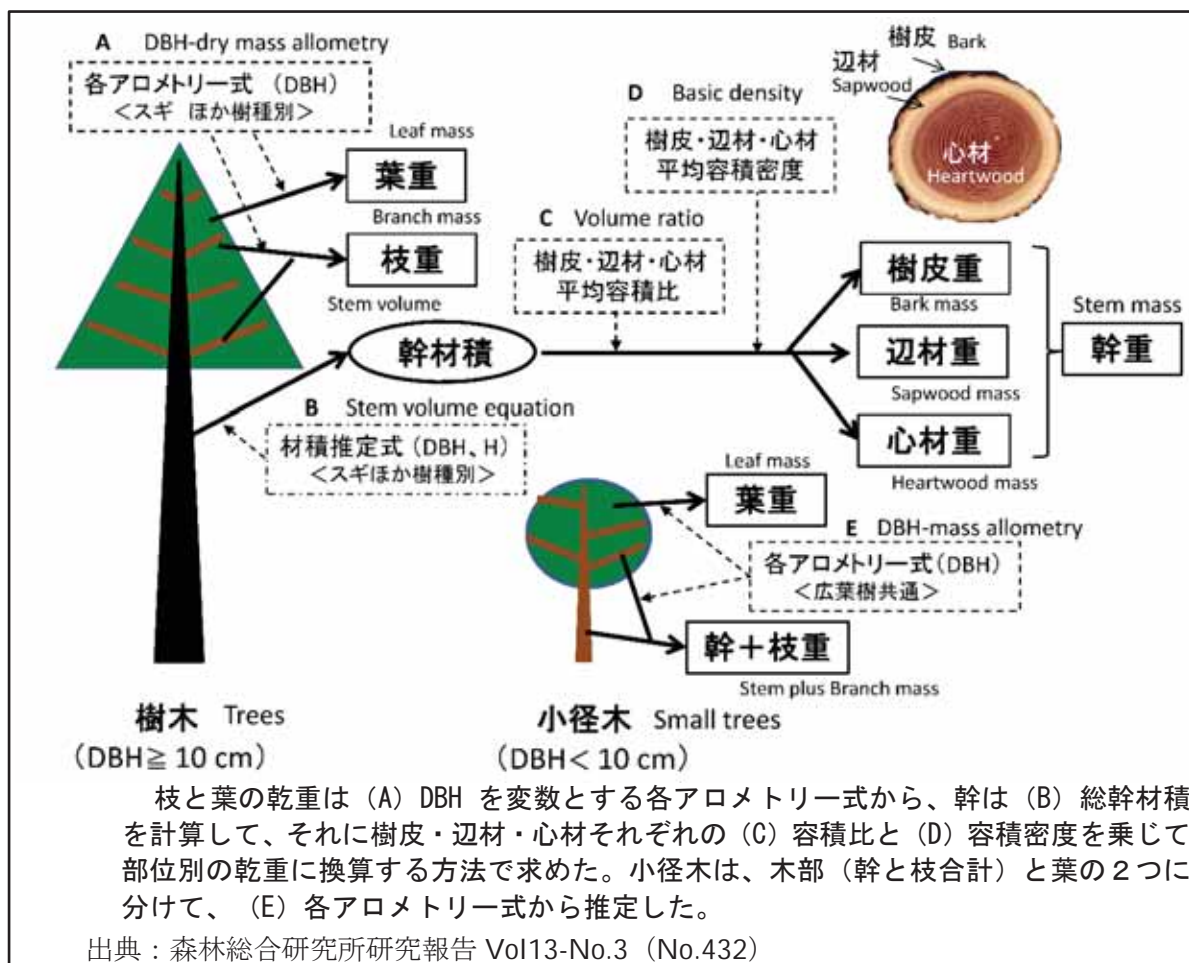 A DBH-dry mass allometry
各アロメトリー式 (DBH)
<スギ ほか樹種別>
Leaf mass
葉重
Branch mass
枝重
Stem volume
幹材積
B Stem volume equation
材積推定式 (DBH、H)
<スギほか樹種別>
C Volume ratio
樹皮・辺材・心材
平均容積比
D Basic density
樹皮・辺材・心材
平均容積密度
樹皮 Bark
辺材
Sapwood
心材
Heartwood
樹皮重
Bark mass
辺材重
Sapwood mass
心材重
Heartwood mass
Stem mass
幹重
Leaf mass
葉重
E DBH-mass allometry
各アロメトリー式(DBH)
<広葉樹共通>
幹＋枝重
Stem plus Branch mass
樹木 Trees
（DBH≧10 cm）
小径木 Small trees
（DBH＜10 cm）
枝と葉の乾重は（A）DBH を変数とする各アロメトリー式から、幹は（B）総幹材積
を計算して、それに樹皮・辺材・心材それぞれの（C）容積比と（D）容積密度を乗じて
部位別の乾重に換算する方法で求めた。小径木は、木部（幹と枝合計）と葉の２つに
分けて、（E）各アロメトリー式から推定した。
出典：森林総合研究所研究報告 Vol13-No.3（No.432）